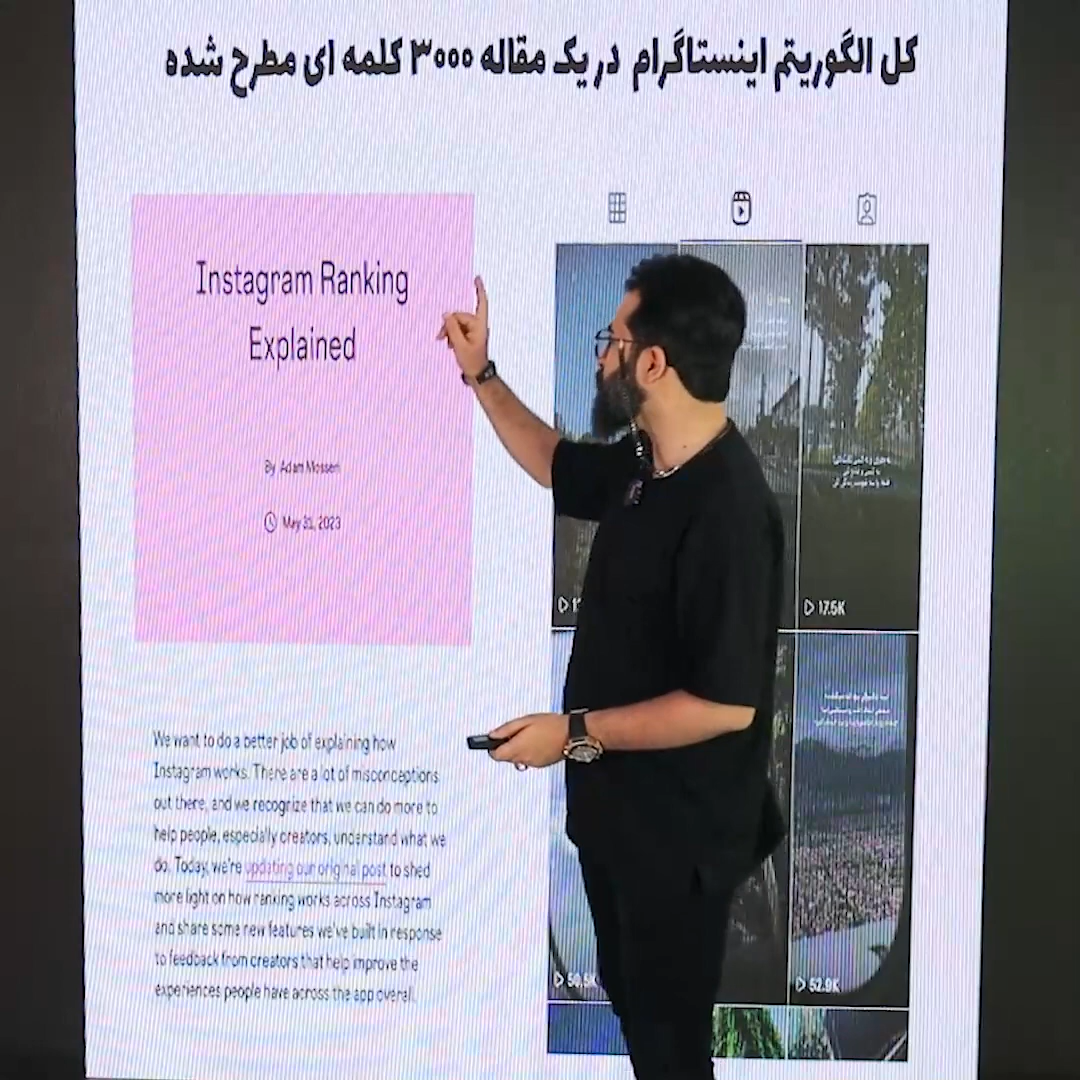 کل الگوریتم اینستاگرام در یک مقاله ۳۰۰۰ کلمه ای مطرح شده
Instagram Ranking
Explained
By Adam Mosseri
May 31, 2023
We want to do a better job of explaining how
Instagram works. There are a lot of misconceptions
out there, and we recognize that we can do more to
help people, especially creators, understand what we
do. Today, we're updating our original post to shed
more light on how ranking works across Instagram
and share some new features we've built in response
to feedback from creators that help improve the
experiences people have across the app overall.
17.5K
50.5K
52.9K